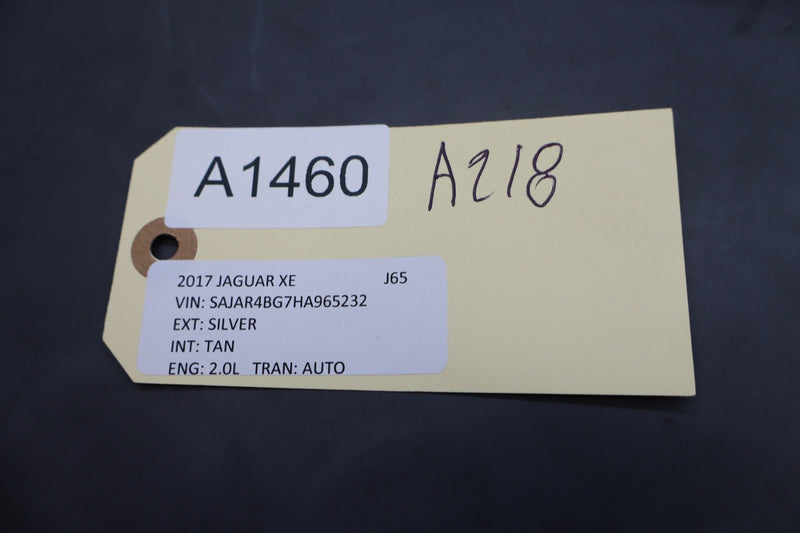 A1460
A218
2017 JAGUAR XE J65
VIN: SAJAR4BG7HA965232
EXT: SILVER
INT: TAN
ENG: 2.0L TRAN: AUTO